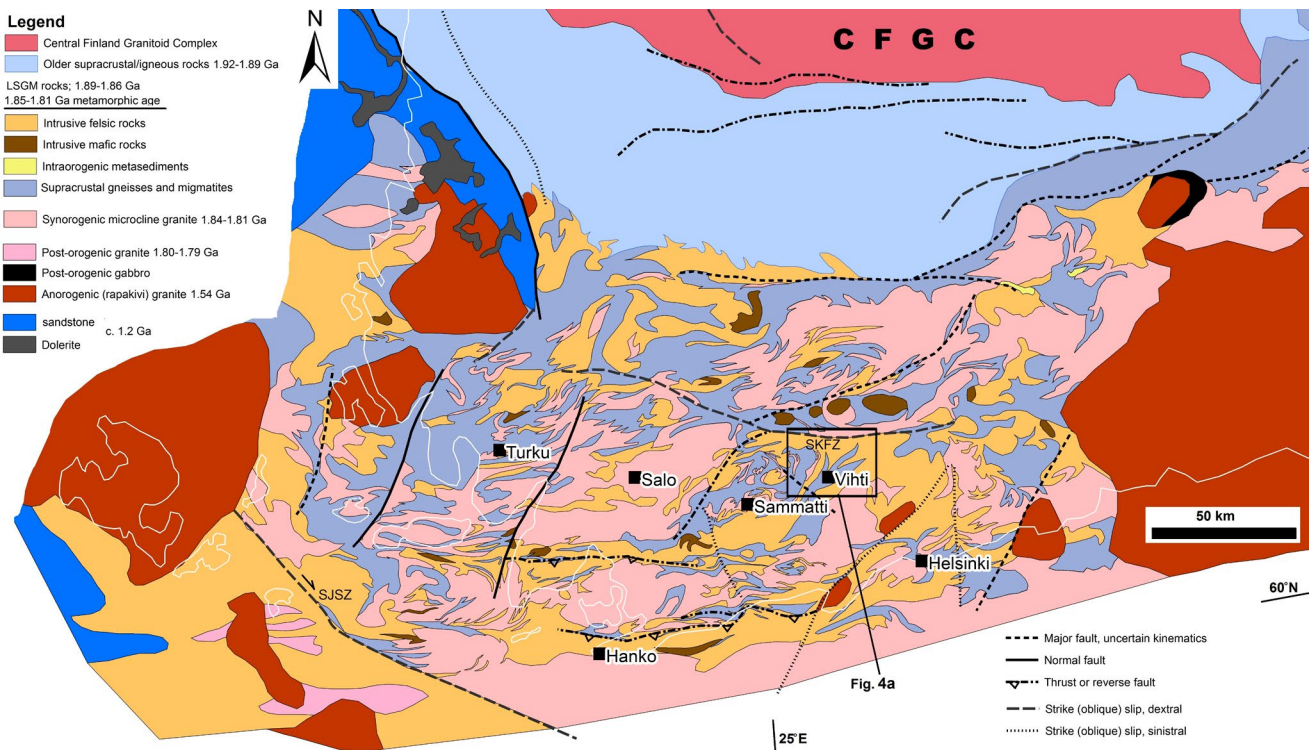 Legend
Central Finland Granitoid Complex
Older supracrustal/igneous rocks 1.92-1.89 Ga
LSGM rocks; 1.89-1.86 Ga
1.85-1.81 Ga metamorphic age
Intrusive felsic rocks
Intrusive mafic rocks
Intraorogenic metasediments
Supracrustal gneisses and migmatites
Synorogenic microcline granite 1.84-1.81 Ga
Post-orogenic granite 1.80-1.79 Ga
Post-orogenic gabbro
Anorogenic (rapakivi) granite 1.54 Ga
sandstone
c. 1.2 Ga
Dolerite
N
C F G C
SKFZ
Turku
Salo
Vihti
Sammatti
50 km
Helsinki
60°N
SJSZ
Hanko
Fig. 4a
25°E
Major fault, uncertain kinematics
Normal fault
Thrust or reverse fault
Strike (oblique) slip, dextral
Strike (oblique) slip, sinistral